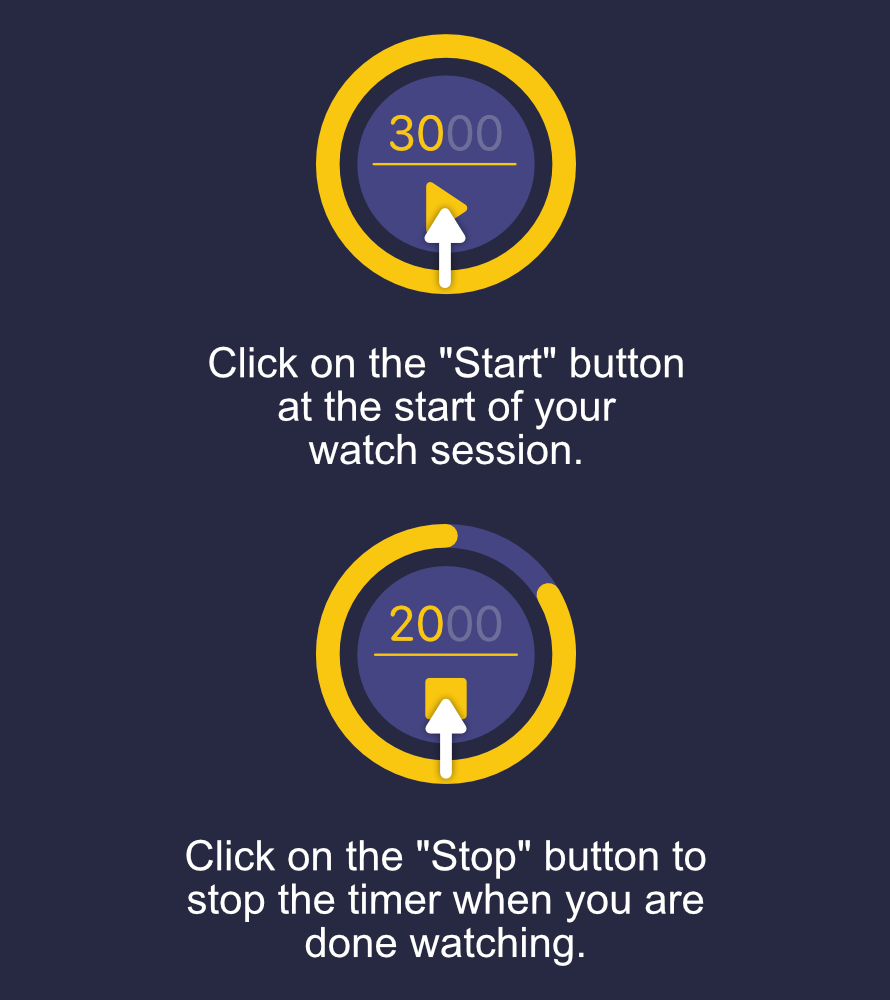 3000
Click on the "Start" button
at the start of your
watch session.
2000
Click on the "Stop" button to
stop the timer when you are
done watching.